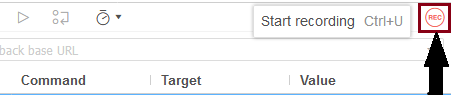 Start recording Ctrl+U REC
back base URL
Command Target Value